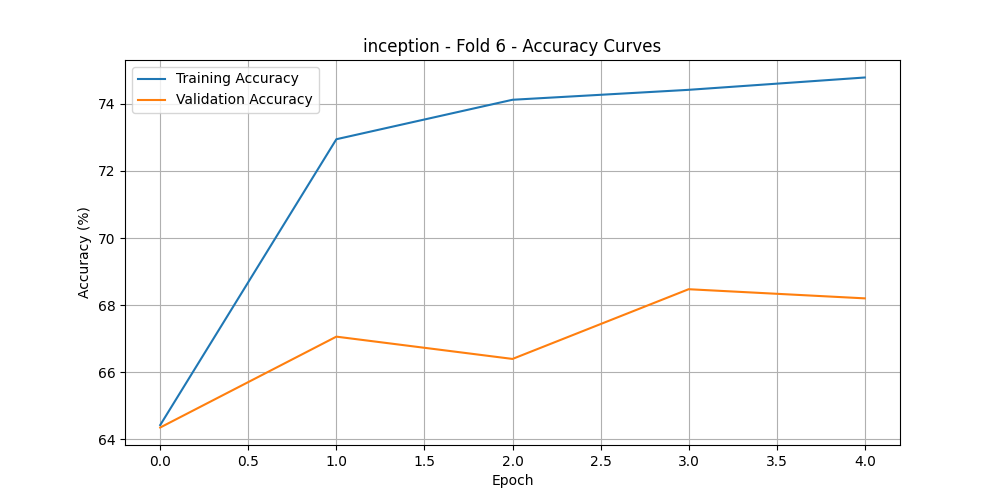 inception - Fold 6 - Accuracy Curves
Training Accuracy
Validation Accuracy
Accuracy (%)
74
72
70
68
66
64
0.0 0.5 1.0 1.5 2.0 2.5 3.0 3.5 4.0
Epoch